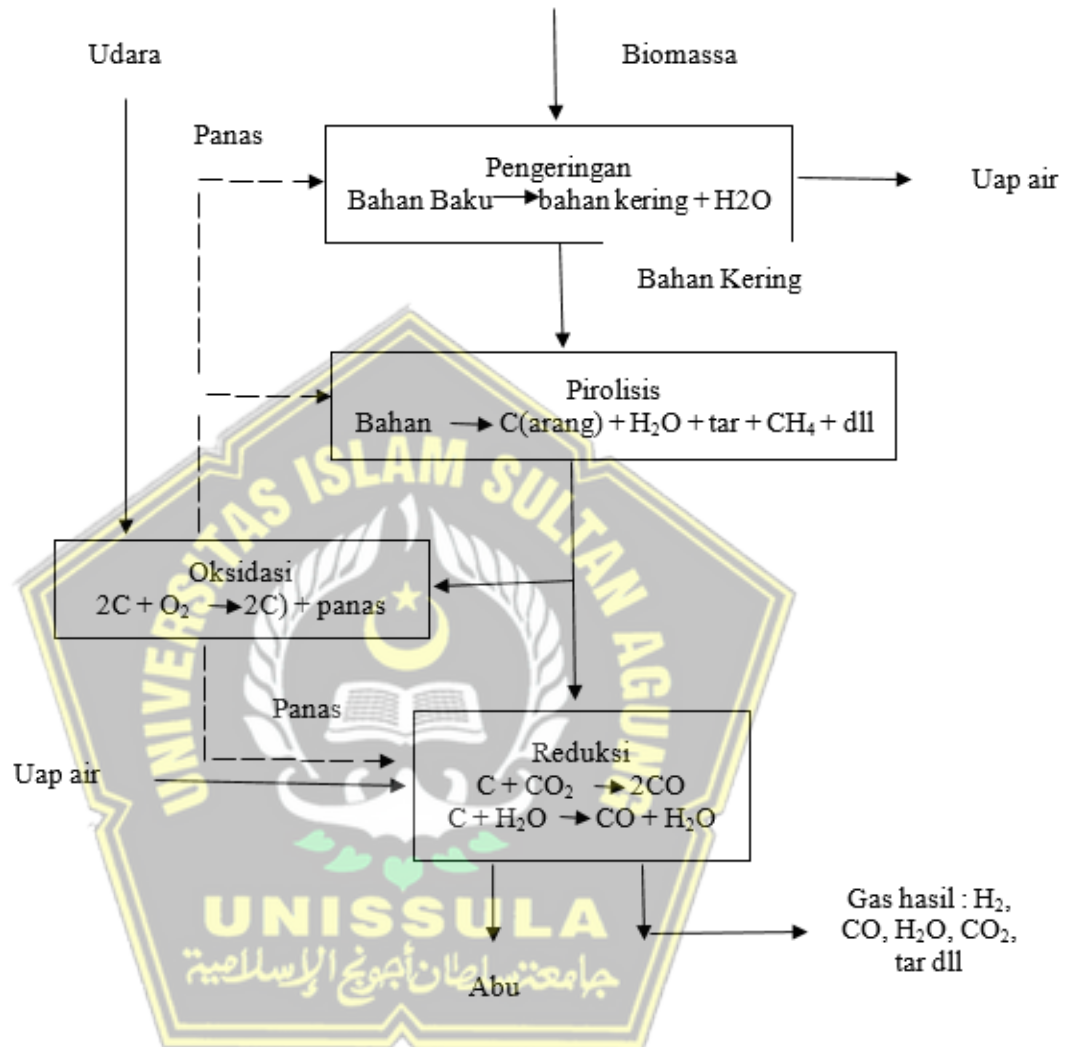 Udara
Biomassa
Panas
Pengeringan
Bahan Baku → bahan kering + H2O
Uap air
Bahan Kering
Pirolisis
Bahan → C(arang) + H₂O + tar + CH₄ + dll
Oksidasi
2C + O₂ → 2C) + panas
Panas
Uap air
Reduksi
C + CO₂ → 2CO
C + H₂O → CO + H₂O
Gas hasil : H₂,
CO, H₂O, CO₂,
tar dll
Abu
UNIVERSITAS ISLAM SULTAN AGUNG
UNISSULA
جامعتسلطان أجونج الإسلامية